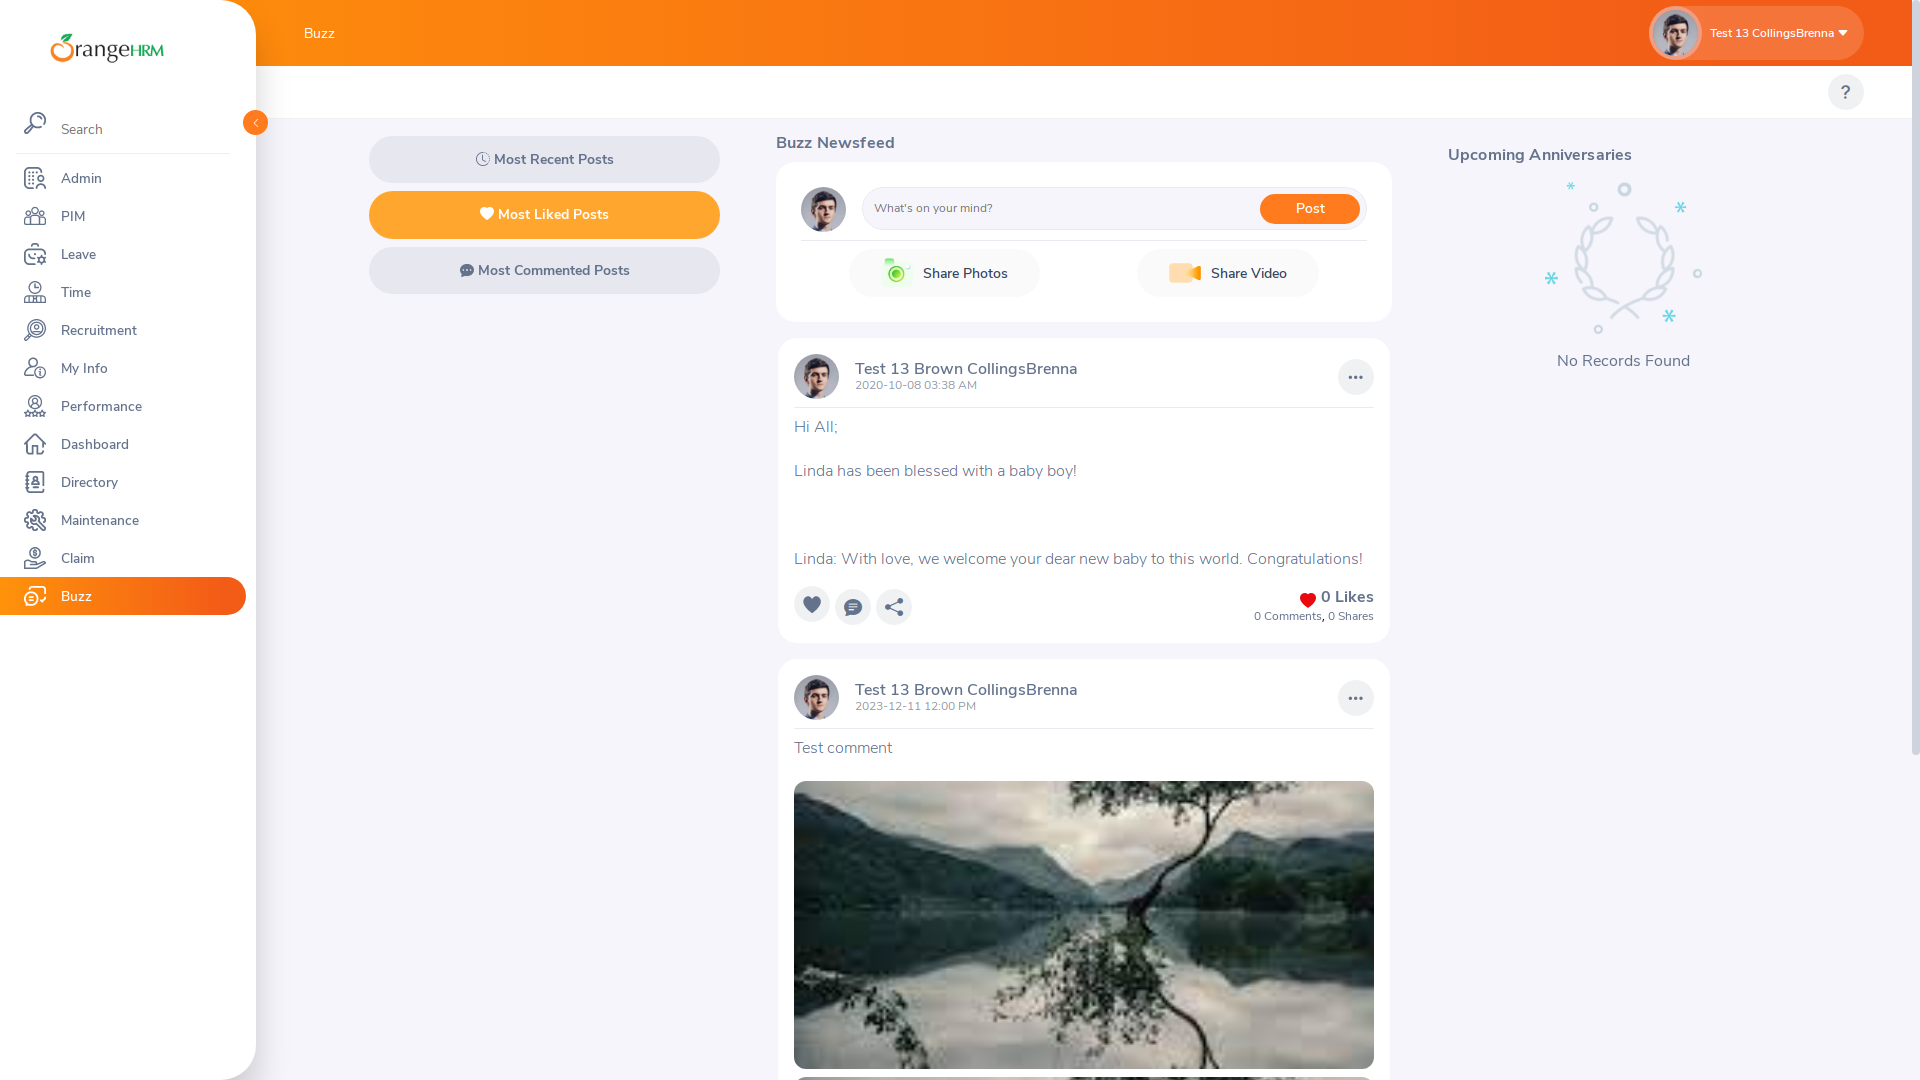 OrangeHRM
Search
Admin
PIM
Leave
Time
Recruitment
My Info
Performance
Dashboard
Directory
Maintenance
Claim
Buzz
Buzz
Test 13 CollingsBrenna
?
Most Recent Posts
Most Liked Posts
Most Commented Posts
Buzz Newsfeed
What's on your mind?
Post
Share Photos
Share Video
Test 13 Brown CollingsBrenna
2020-10-08 03:38 AM
Hi All;
Linda has been blessed with a baby boy!
Linda: With love, we welcome your dear new baby to this world. Congratulations!
0 Likes
0 Comments, 0 Shares
Test 13 Brown CollingsBrenna
2023-12-11 12:00 PM
Test comment
Upcoming Anniversaries
No Records Found